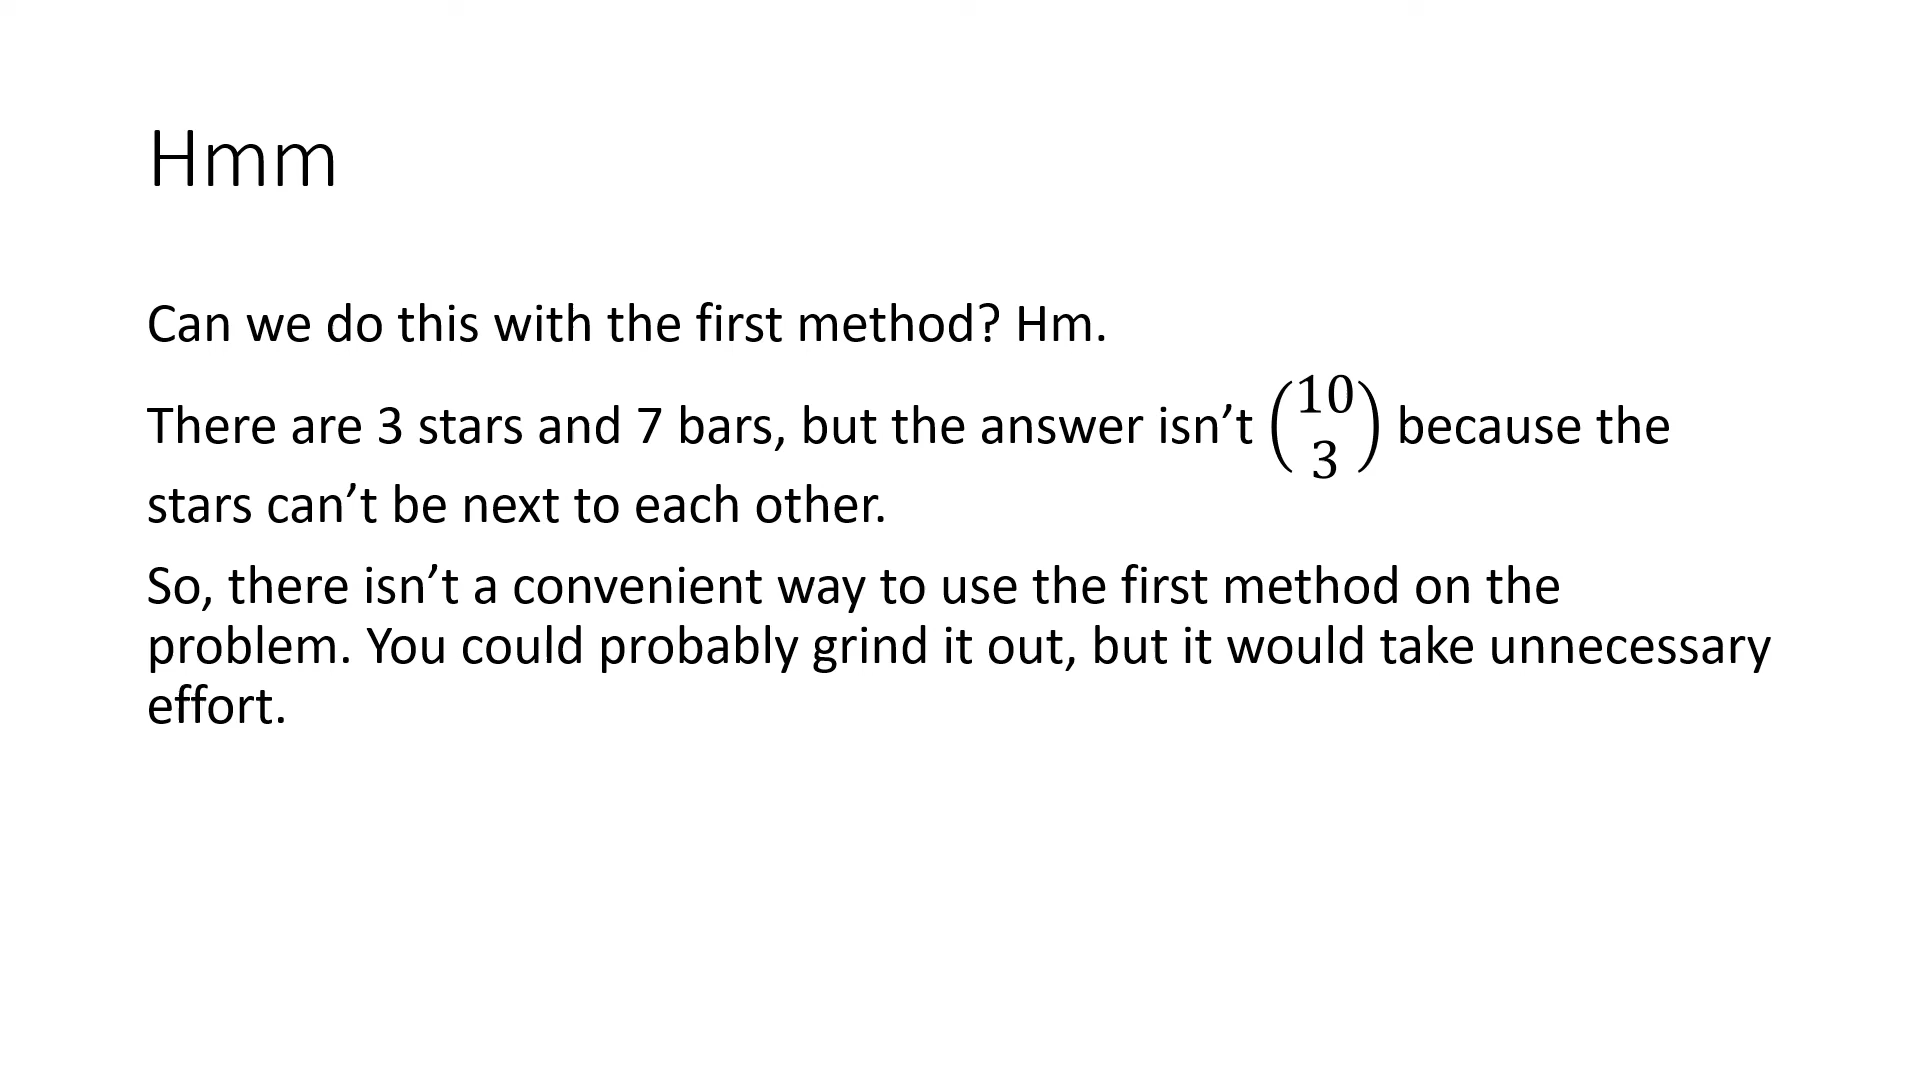 Hmm
Can we do this with the first method? Hm.
There are 3 stars and 7 bars, but the answer isn’t (10 3) because the
stars can’t be next to each other.
So, there isn’t a convenient way to use the first method on the
problem. You could probably grind it out, but it would take unnecessary
effort.